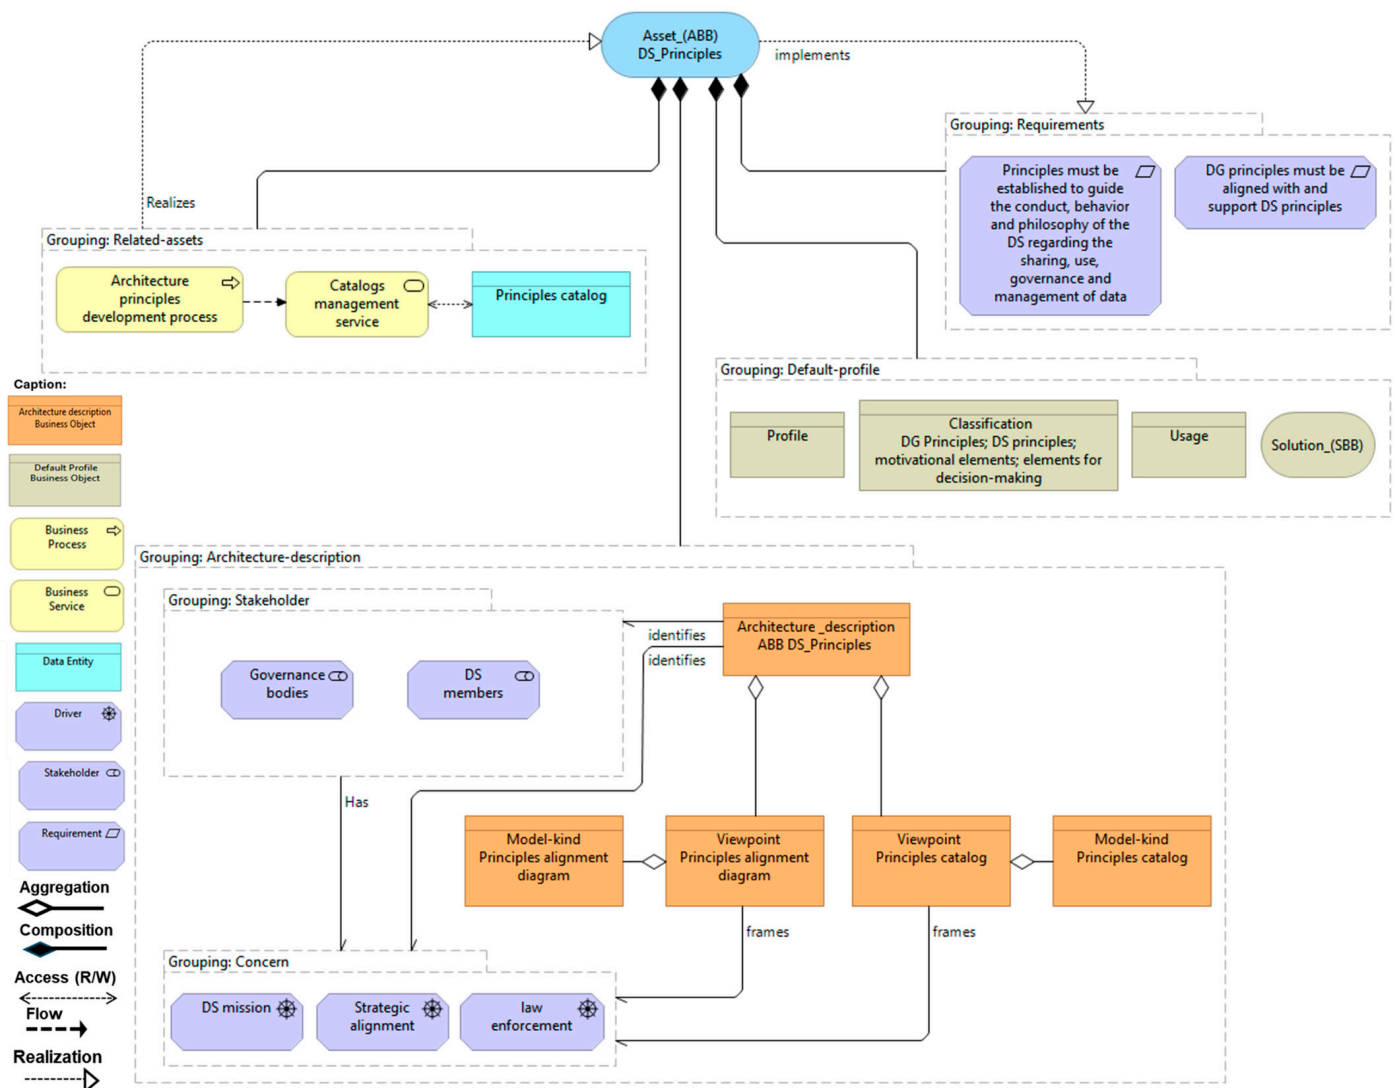 Asset_(ABB)
DS_Principles
implements
Grouping: Requirements
Principles must be
established to guide
the conduct, behavior
and philosophy of the
DS regarding the
sharing, use,
governance and
management of data
DG principles must be
aligned with and
support DS principles
Realizes
Grouping: Related-assets
Architecture
principles
development process
Catalogs
management
service
Principles catalog
Grouping: Default-profile
Profile
Classification
DG Principles; DS principles;
motivational elements; elements for
decision-making
Usage
Solution_(SBB)
Caption:
Architecture description
Business Object
Default Profile
Business Object
Business
Process
Business
Service
Data Entity
Driver
Stakeholder
Requirement
Aggregation
Composition
Access (R/W)
Flow
Realization
Grouping: Architecture-description
Grouping: Stakeholder
Governance
bodies
DS
members
identifies
identifies
Architecture _description
ABB DS_Principles
Has
Model-kind
Principles alignment
diagram
Viewpoint
Principles alignment
diagram
Viewpoint
Principles catalog
Model-kind
Principles catalog
frames
frames
Grouping: Concern
DS mission
Strategic
alignment
law
enforcement